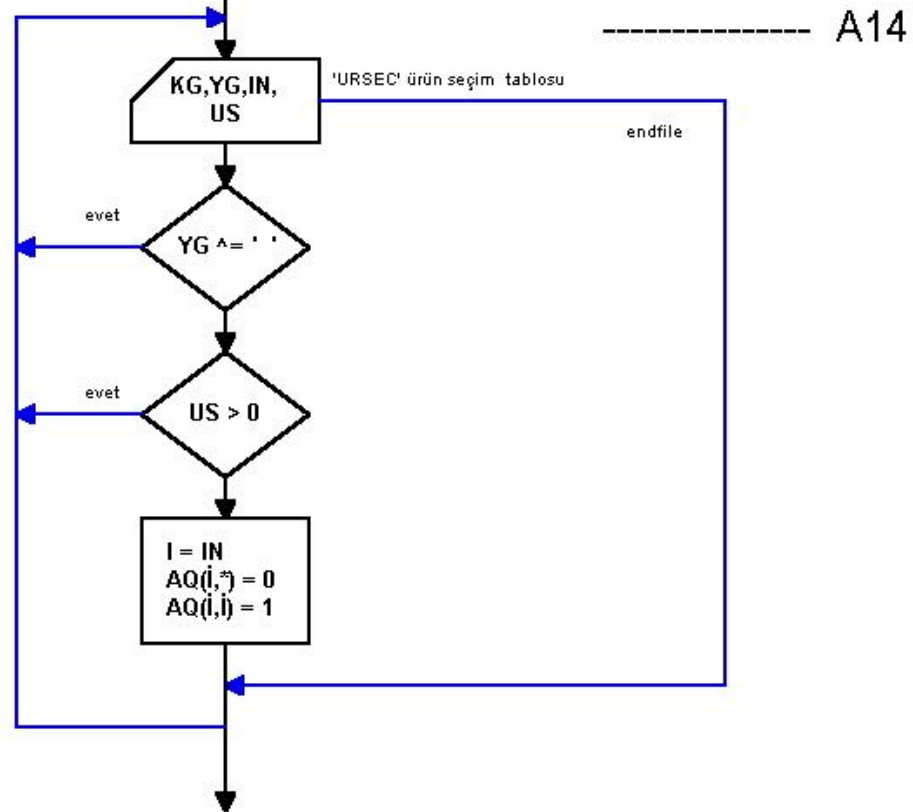 --------------- A14
KG,YG,IN,
US
'URSEC' ürün seçim tablosu
endfile
evet
YG ^= ' '
evet
US > 0
I = IN
AQ(İ,*) = 0
AQ(İ,İ) = 1